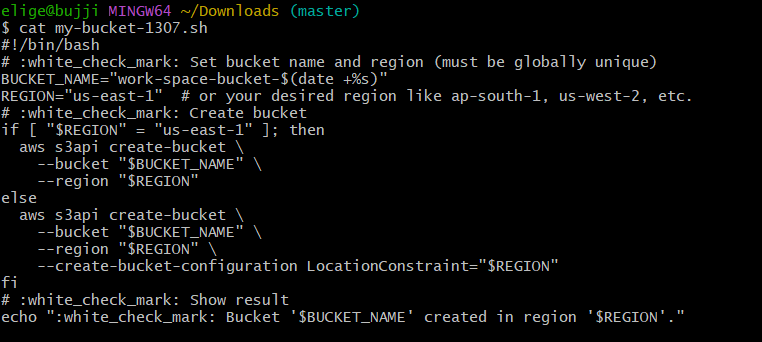 elige@bujji MINGW64 ~/Downloads (master)
$ cat my-bucket-1307.sh
#!/bin/bash
# :white_check_mark: Set bucket name and region (must be globally unique)
BUCKET_NAME="work-space-bucket-$(date +%s)"
REGION="us-east-1"  # or your desired region like ap-south-1, us-west-2, etc.
# :white_check_mark: Create bucket
if [ "$REGION" = "us-east-1" ]; then
  aws s3api create-bucket \
    --bucket "$BUCKET_NAME" \
    --region "$REGION"
else
  aws s3api create-bucket \
    --bucket "$BUCKET_NAME" \
    --region "$REGION" \
    --create-bucket-configuration LocationConstraint="$REGION"
fi
# :white_check_mark: Show result
echo ":white_check_mark: Bucket '$BUCKET_NAME' created in region '$REGION'."